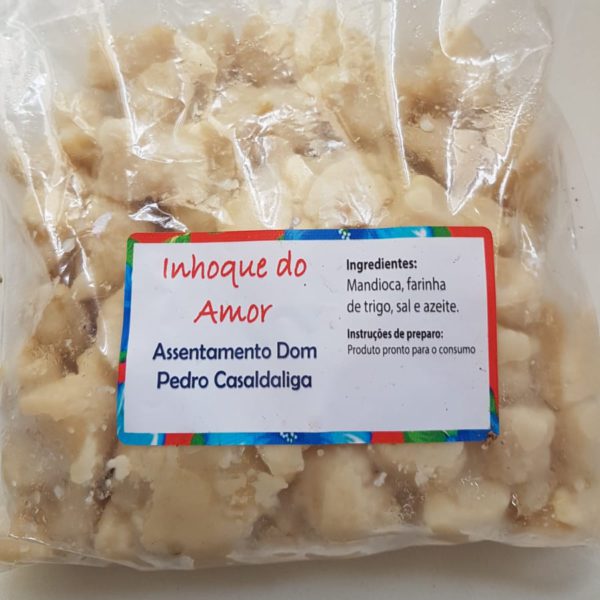 Inhoque do
Amor
Assentamento Dom
Pedro Casaldaliga
Ingredientes:
Mandioca, farinha
de trigo, sal e azeite.
Instruções de preparo:
Produto pronto para o consumo